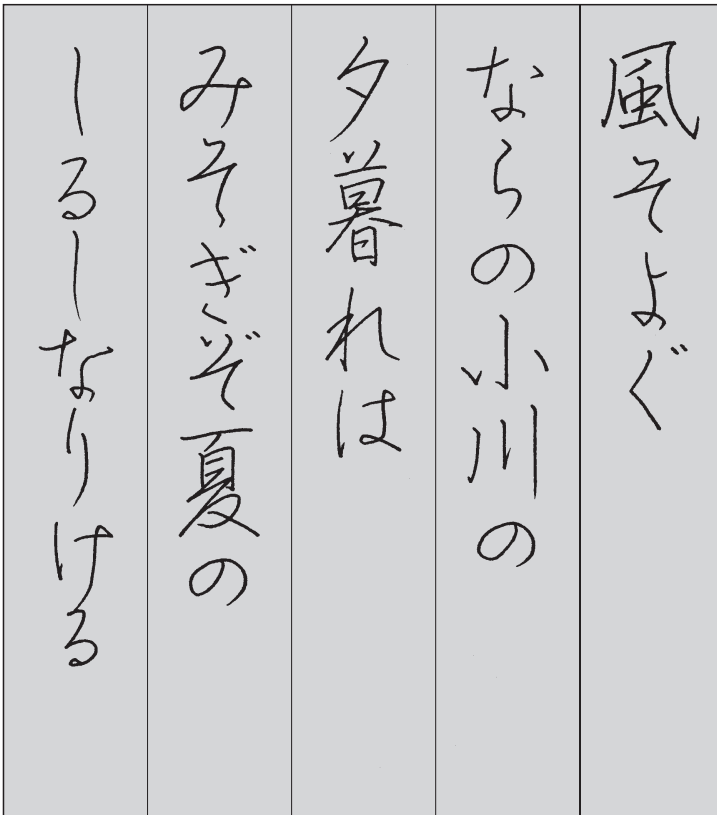 風そよぐ
ならの小川の
夕暮れは
みそぎぞ夏の
しるしなりける